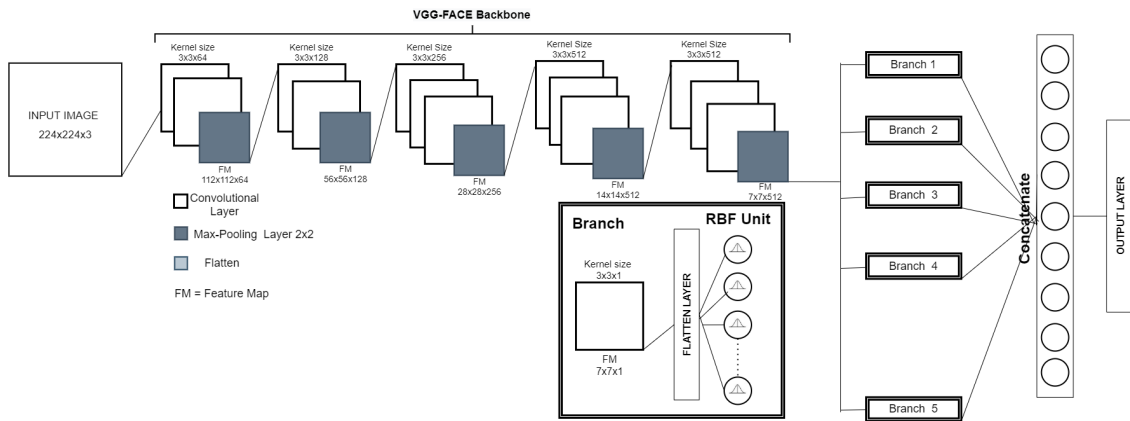 VGG-FACE Backbone
INPUT IMAGE
224x224x3
Kernel size
3x3x64
FM
112x112x64
Kernel size
3x3x128
FM
56x56x128
Kernel size
3x3x256
FM
28x28x256
Kernel size
3x3x512
FM
14x14x512
Kernel size
3x3x512
FM
7x7x512
Convolutional
Layer
Max-Pooling Layer 2x2
Flatten
FM = Feature Map
Branch
RBF Unit
Kernel size
3x3x1
FM
7x7x1
FLATTEN LAYER
Branch 1
Branch 2
Branch 3
Branch 4
Branch 5
Concatenate
OUTPUT LAYER